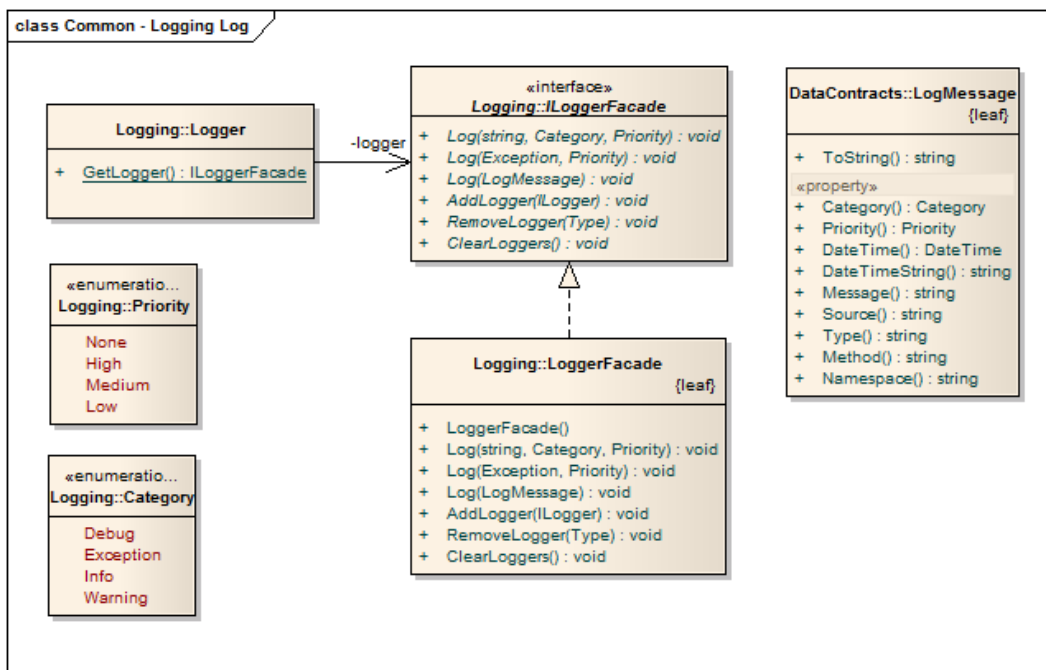 class Common - Logging Log
Logging::Logger
+ GetLogger() : ILoggerFacade
-logger
«interface»
Logging::ILoggerFacade
+ Log(string, Category, Priority) : void
+ Log(Exception, Priority) : void
+ Log(LogMessage) : void
+ AddLogger(ILogger) : void
+ RemoveLogger(Type) : void
+ ClearLoggers() : void
DataContracts::LogMessage
{leaf}
+ ToString() : string
«property»
+ Category() : Category
+ Priority() : Priority
+ DateTime() : DateTime
+ DateTimeString() : string
+ Message() : string
+ Source() : string
+ Type() : string
+ Method() : string
+ Namespace() : string
«enumeratio...
Logging::Priority
None
High
Medium
Low
Logging::LoggerFacade
{leaf}
+ LoggerFacade()
+ Log(string, Category, Priority) : void
+ Log(Exception, Priority) : void
+ Log(LogMessage) : void
+ AddLogger(ILogger) : void
+ RemoveLogger(Type) : void
+ ClearLoggers() : void
«enumeratio...
Logging::Category
Debug
Exception
Info
Warning